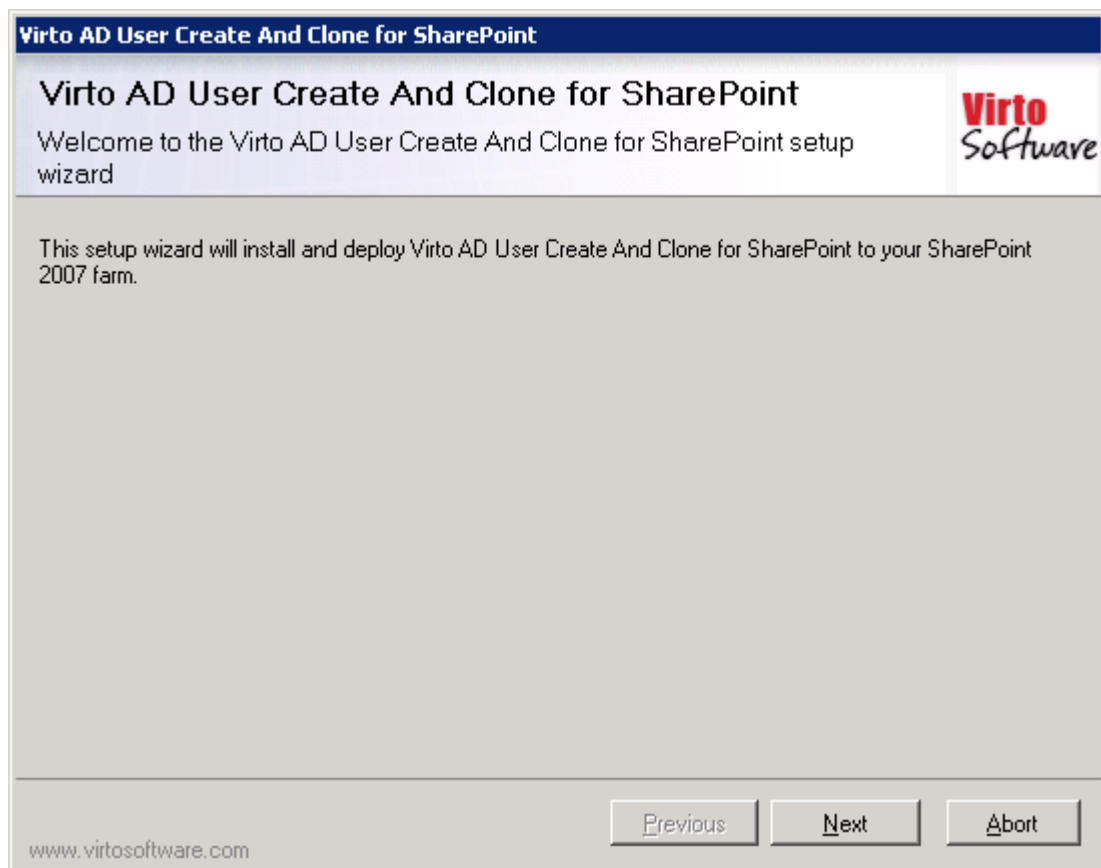 Virto AD User Create And Clone for SharePoint
Virto AD User Create And Clone for SharePoint
Welcome to the Virto AD User Create And Clone for SharePoint setup
wizard
Virto
Software
This setup wizard will install and deploy Virto AD User Create And Clone for SharePoint to your SharePoint
2007 farm.
Previous
Next
Abort
www.virtosoftware.com